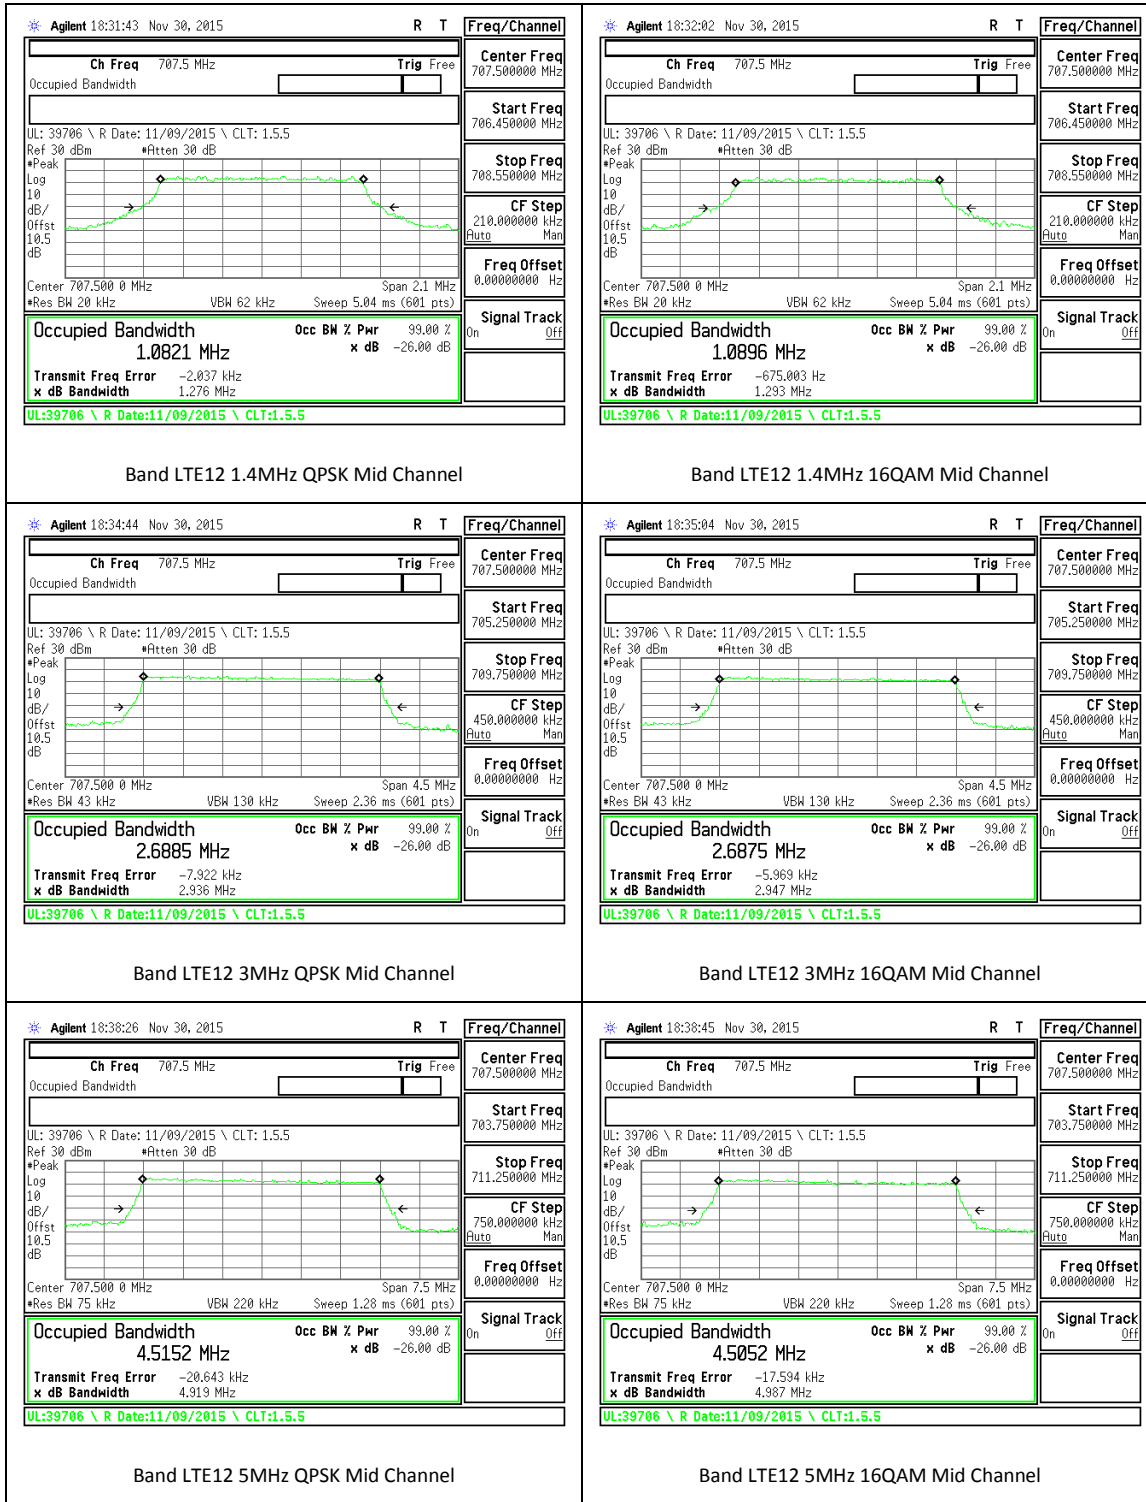 Agilent 18:31:43 Nov 30, 2015 R T
Freq/Channel
Ch Freq 707.5 MHz Trig Free
Occupied Bandwidth
Center Freq
707.500000 MHz
Start Freq
706.450000 MHz
UL: 39706 \ R Date: 11/09/2015 \ CLT: 1.5.5
Ref 30 dBm #Atten 30 dB
#Peak
Log
10
dB/
Offst
10.5
dB
Stop Freq
708.550000 MHz
CF Step
210.000000 kHz
Auto Man
Freq Offset
0.00000000 Hz
Center 707.500 0 MHz Span 2.1 MHz
#Res BW 20 kHz VBW 62 kHz Sweep 5.04 ms (601 pts)
Signal Track
On Off
Occupied Bandwidth Occ BW % Pwr 99.00 %
1.0821 MHz x dB -26.00 dB
Transmit Freq Error -2.037 kHz
x dB Bandwidth 1.276 MHz
UL:39706 \ R Date:11/09/2015 \ CLT:1.5.5
Band LTE12 1.4MHz QPSK Mid Channel
Agilent 18:32:02 Nov 30, 2015 R T
Freq/Channel
Ch Freq 707.5 MHz Trig Free
Occupied Bandwidth
Center Freq
707.500000 MHz
Start Freq
706.450000 MHz
UL: 39706 \ R Date: 11/09/2015 \ CLT: 1.5.5
Ref 30 dBm #Atten 30 dB
#Peak
Log
10
dB/
Offst
10.5
dB
Stop Freq
708.550000 MHz
CF Step
210.000000 kHz
Auto Man
Freq Offset
0.00000000 Hz
Center 707.500 0 MHz Span 2.1 MHz
#Res BW 20 kHz VBW 62 kHz Sweep 5.04 ms (601 pts)
Signal Track
On Off
Occupied Bandwidth Occ BW % Pwr 99.00 %
1.0896 MHz x dB -26.00 dB
Transmit Freq Error -675.003 Hz
x dB Bandwidth 1.293 MHz
UL:39706 \ R Date:11/09/2015 \ CLT:1.5.5
Band LTE12 1.4MHz 16QAM Mid Channel
Agilent 18:34:44 Nov 30, 2015 R T
Freq/Channel
Ch Freq 707.5 MHz Trig Free
Occupied Bandwidth
Center Freq
707.500000 MHz
Start Freq
705.250000 MHz
UL: 39706 \ R Date: 11/09/2015 \ CLT: 1.5.5
Ref 30 dBm #Atten 30 dB
#Peak
Log
10
dB/
Offst
10.5
dB
Stop Freq
709.750000 MHz
CF Step
450.000000 kHz
Auto Man
Freq Offset
0.00000000 Hz
Center 707.500 0 MHz Span 4.5 MHz
#Res BW 43 kHz VBW 130 kHz Sweep 2.36 ms (601 pts)
Signal Track
On Off
Occupied Bandwidth Occ BW % Pwr 99.00 %
2.6885 MHz x dB -26.00 dB
Transmit Freq Error -7.922 kHz
x dB Bandwidth 2.936 MHz
UL:39706 \ R Date:11/09/2015 \ CLT:1.5.5
Band LTE12 3MHz QPSK Mid Channel
Agilent 18:35:04 Nov 30, 2015 R T
Freq/Channel
Ch Freq 707.5 MHz Trig Free
Occupied Bandwidth
Center Freq
707.500000 MHz
Start Freq
705.250000 MHz
UL: 39706 \ R Date: 11/09/2015 \ CLT: 1.5.5
Ref 30 dBm #Atten 30 dB
#Peak
Log
10
dB/
Offst
10.5
dB
Stop Freq
709.750000 MHz
CF Step
450.000000 kHz
Auto Man
Freq Offset
0.00000000 Hz
Center 707.500 0 MHz Span 4.5 MHz
#Res BW 43 kHz VBW 130 kHz Sweep 2.36 ms (601 pts)
Signal Track
On Off
Occupied Bandwidth Occ BW % Pwr 99.00 %
2.6875 MHz x dB -26.00 dB
Transmit Freq Error -5.969 kHz
x dB Bandwidth 2.947 MHz
UL:39706 \ R Date:11/09/2015 \ CLT:1.5.5
Band LTE12 3MHz 16QAM Mid Channel
Agilent 18:38:26 Nov 30, 2015 R T
Freq/Channel
Ch Freq 707.5 MHz Trig Free
Occupied Bandwidth
Center Freq
707.500000 MHz
Start Freq
703.750000 MHz
UL: 39706 \ R Date: 11/09/2015 \ CLT: 1.5.5
Ref 30 dBm #Atten 30 dB
#Peak
Log
10
dB/
Offst
10.5
dB
Stop Freq
711.250000 MHz
CF Step
750.000000 kHz
Auto Man
Freq Offset
0.00000000 Hz
Center 707.500 0 MHz Span 7.5 MHz
#Res BW 75 kHz VBW 220 kHz Sweep 1.28 ms (601 pts)
Signal Track
On Off
Occupied Bandwidth Occ BW % Pwr 99.00 %
4.5152 MHz x dB -26.00 dB
Transmit Freq Error -20.643 kHz
x dB Bandwidth 4.919 MHz
UL:39706 \ R Date:11/09/2015 \ CLT:1.5.5
Band LTE12 5MHz QPSK Mid Channel
Agilent 18:38:45 Nov 30, 2015 R T
Freq/Channel
Ch Freq 707.5 MHz Trig Free
Occupied Bandwidth
Center Freq
707.500000 MHz
Start Freq
703.750000 MHz
UL: 39706 \ R Date: 11/09/2015 \ CLT: 1.5.5
Ref 30 dBm #Atten 30 dB
#Peak
Log
10
dB/
Offst
10.5
dB
Stop Freq
711.250000 MHz
CF Step
750.000000 kHz
Auto Man
Freq Offset
0.00000000 Hz
Center 707.500 0 MHz Span 7.5 MHz
#Res BW 75 kHz VBW 220 kHz Sweep 1.28 ms (601 pts)
Signal Track
On Off
Occupied Bandwidth Occ BW % Pwr 99.00 %
4.5052 MHz x dB -26.00 dB
Transmit Freq Error -17.594 kHz
x dB Bandwidth 4.987 MHz
UL:39706 \ R Date:11/09/2015 \ CLT:1.5.5
Band LTE12 5MHz 16QAM Mid Channel